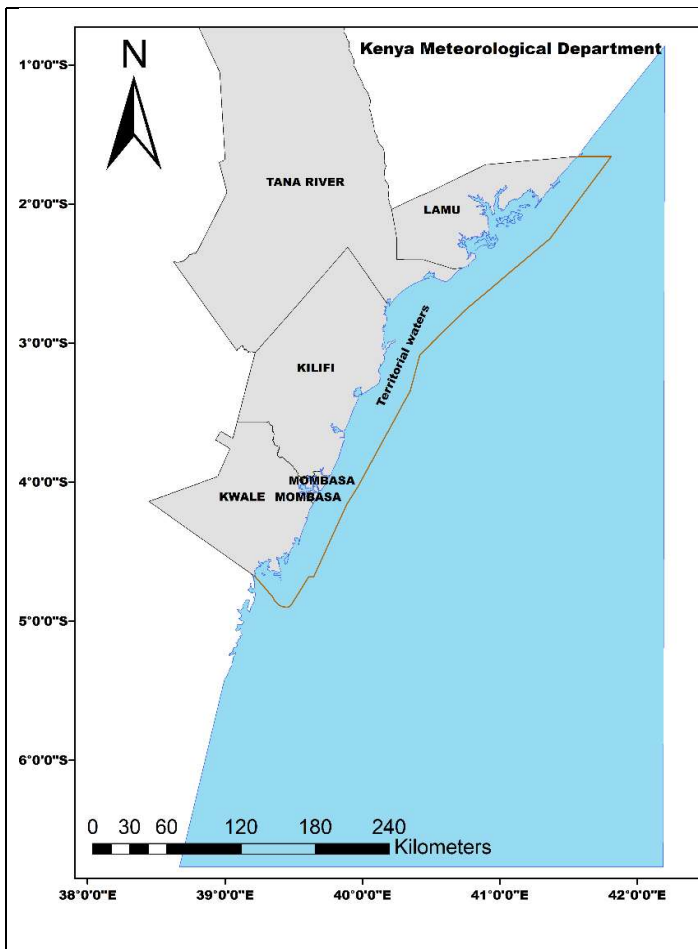 Kenya Meteorological Department
1°0'0"S
N
TANA RIVER
2°0'0"S
LAMU
3°0'0"S
Territorial waters
KILIFI
4°0'0"S
MOMBASA
KWALE MOMBASA
5°0'0"S
6°0'0"S
0 30 60 120 180 240
Kilometers
38°0'0"E 39°0'0"E 40°0'0"E 41°0'0"E 42°0'0"E